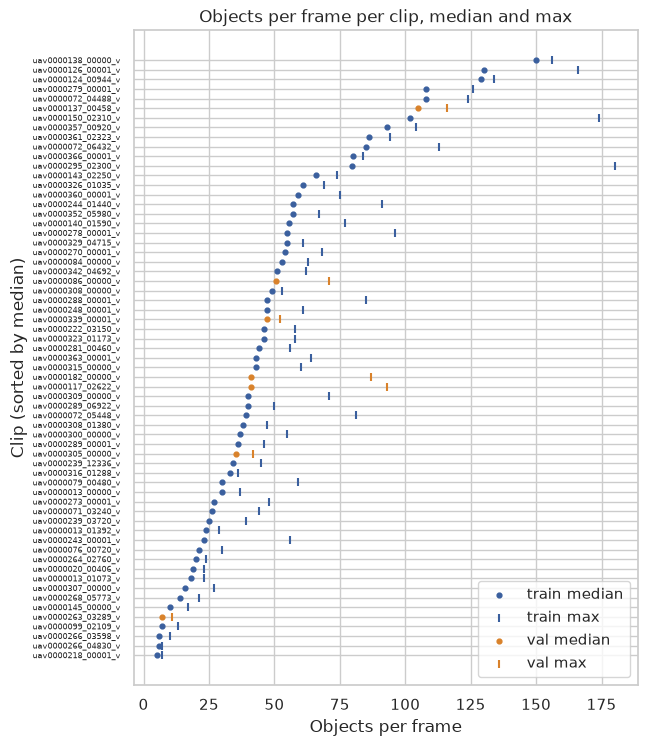 Objects per frame per clip, median and max
Clip (sorted by median)
uav0000138_00000_v
uav0000126_00001_v
uav0000124_00944_v
uav0000279_00001_v
uav0000072_04488_v
uav0000137_00458_v
uav0000150_02310_v
uav0000357_00920_v
uav0000361_02323_v
uav0000072_06432_v
uav0000366_00001_v
uav0000295_02300_v
uav0000143_02250_v
uav0000326_01035_v
uav0000360_00001_v
uav0000244_01440_v
uav0000352_05980_v
uav0000140_01590_v
uav0000278_00001_v
uav0000329_04715_v
uav0000270_00001_v
uav0000084_00000_v
uav0000342_04692_v
uav0000086_00000_v
uav0000308_00000_v
uav0000288_00001_v
uav0000248_00001_v
uav0000339_00001_v
uav0000222_03150_v
uav0000323_01173_v
uav0000281_00460_v
uav0000363_00001_v
uav0000315_00000_v
uav0000182_00000_v
uav0000117_02622_v
uav0000309_00000_v
uav0000289_06922_v
uav0000072_05448_v
uav0000308_01380_v
uav0000300_00000_v
uav0000289_00001_v
uav0000305_00000_v
uav0000239_12336_v
uav0000316_01288_v
uav0000079_00480_v
uav0000013_00000_v
uav0000273_00001_v
uav0000071_03240_v
uav0000239_03720_v
uav0000013_01392_v
uav0000243_00001_v
uav0000076_00720_v
uav0000264_02760_v
uav0000020_00406_v
uav0000013_01073_v
uav0000307_00000_v
uav0000268_05773_v
uav0000145_00000_v
uav0000263_03289_v
uav0000099_02109_v
uav0000266_03598_v
uav0000266_04830_v
uav0000218_00001_v
train median
train max
val median
val max
0 25 50 75 100 125 150 175
Objects per frame